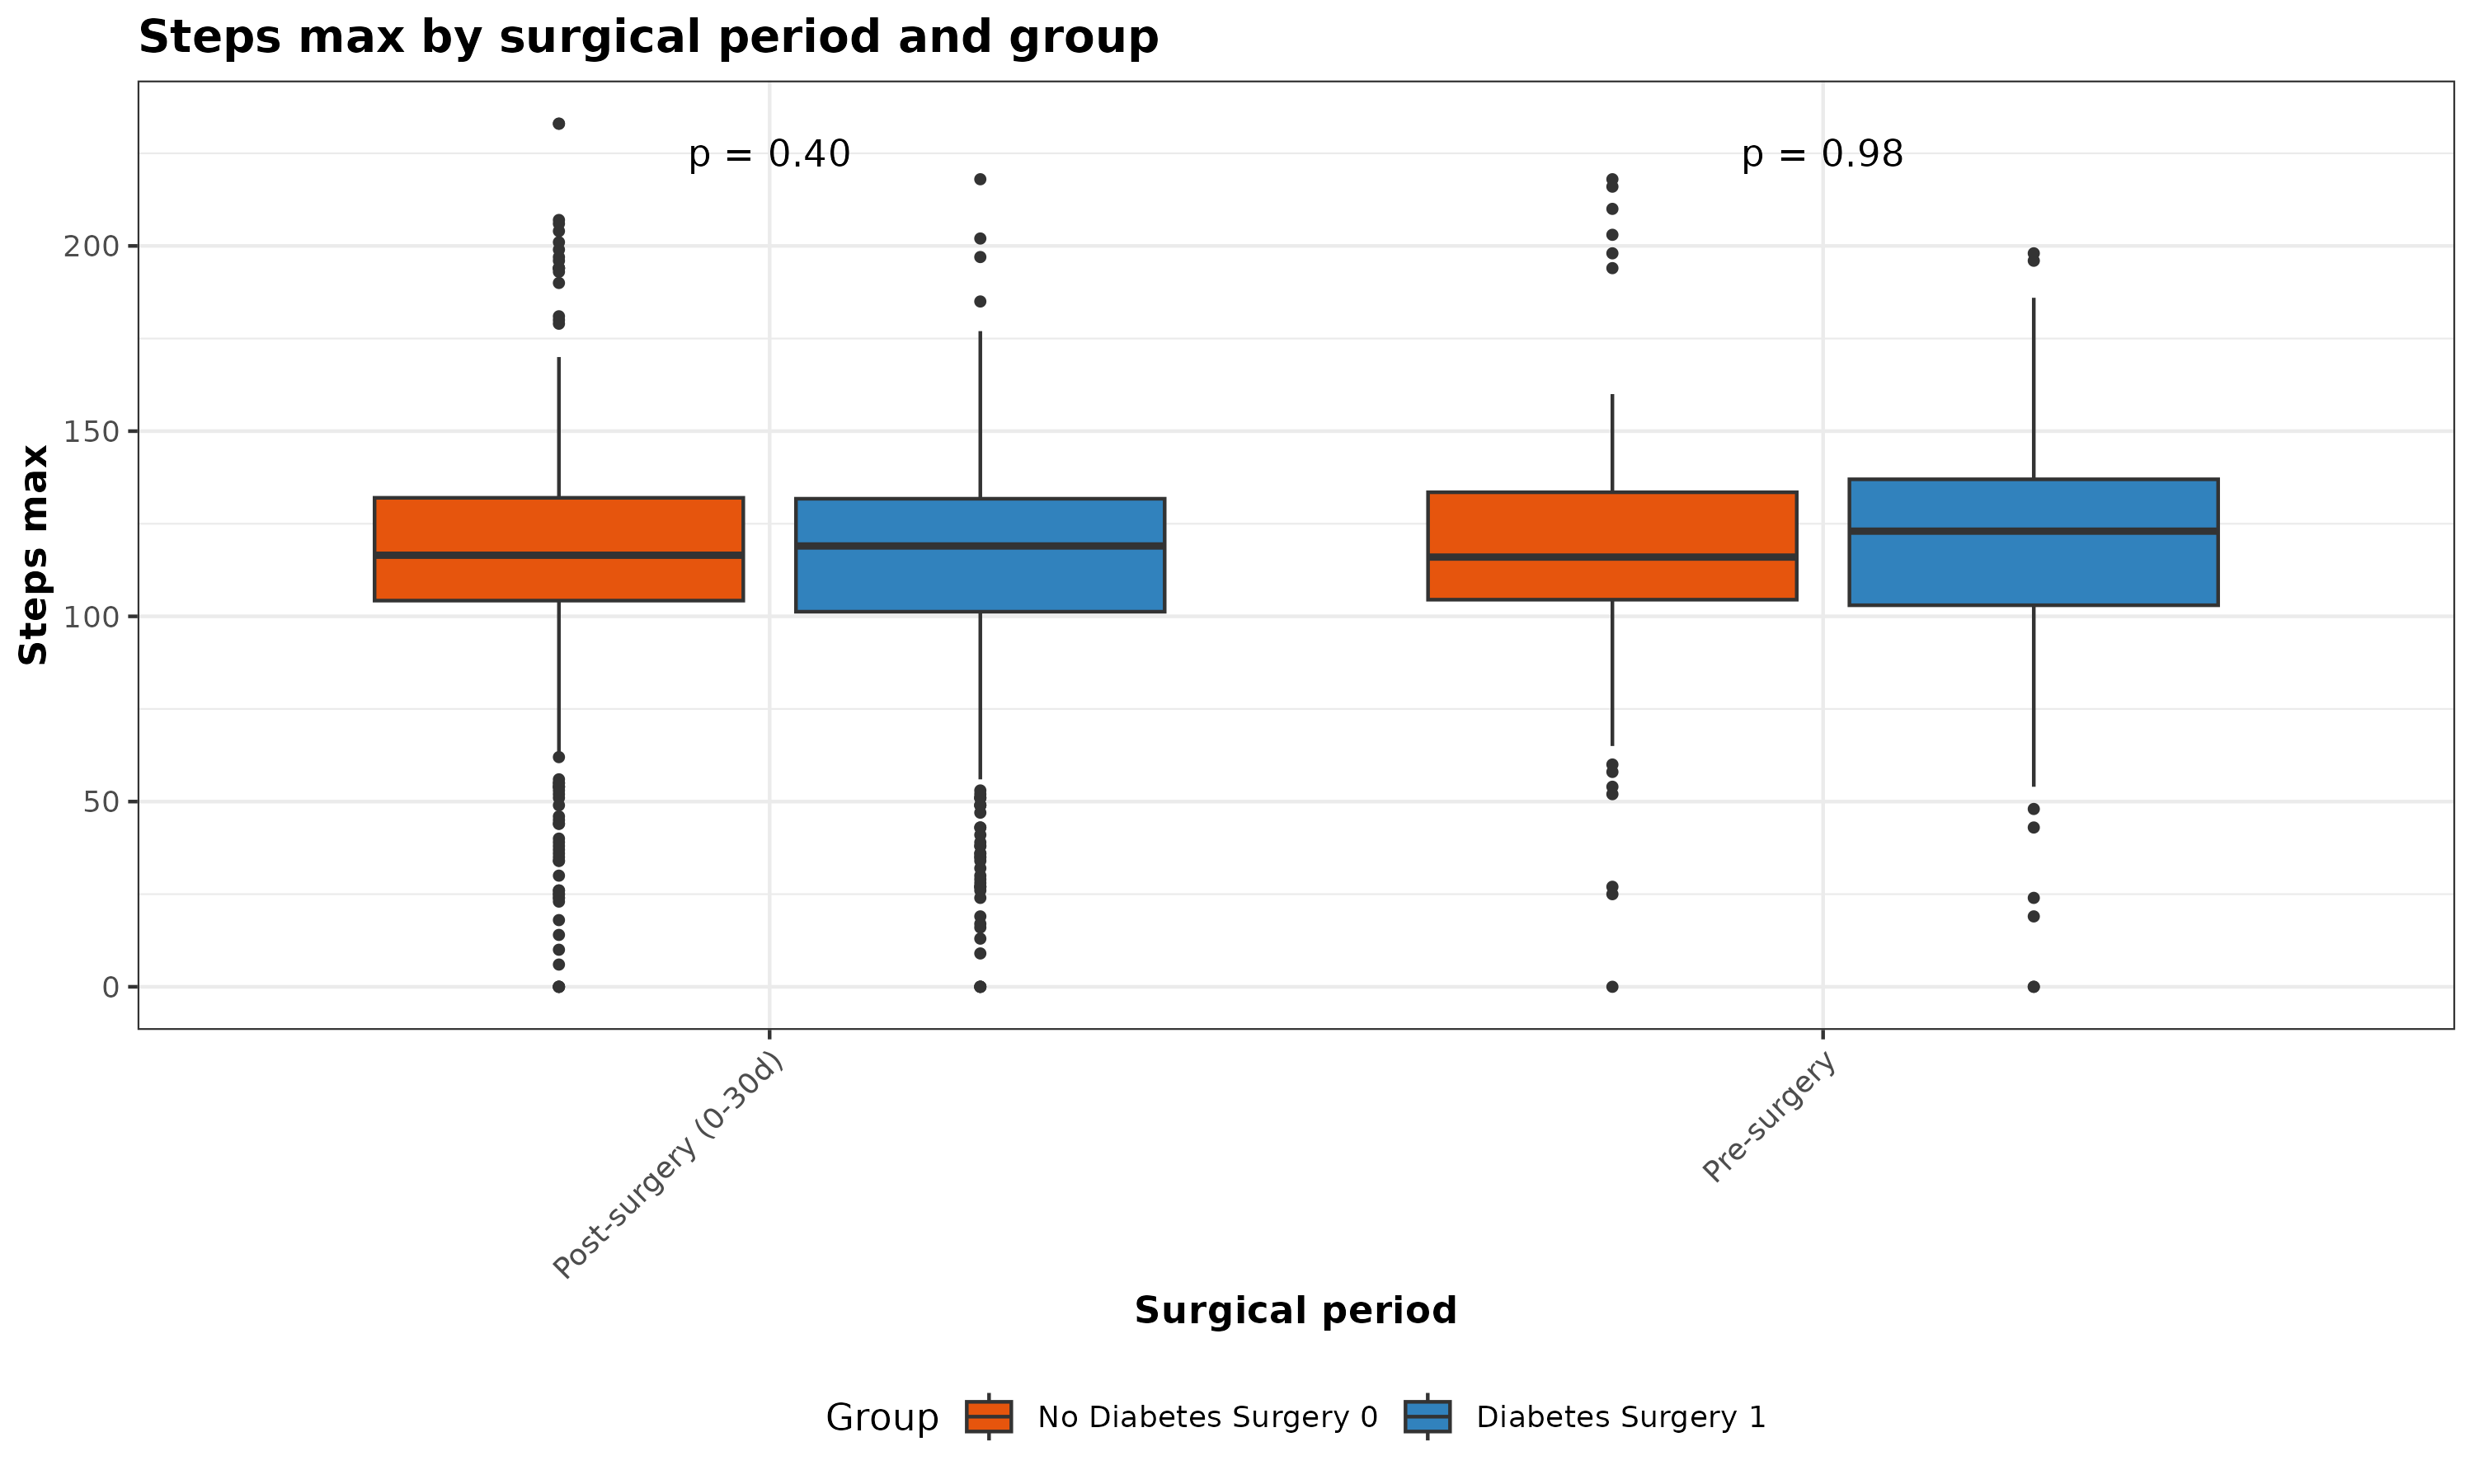 Steps max by surgical period and group
p = 0.40
p = 0.98
Steps max
200
150
100
50
0
Post-surgery (0-30d)
Pre-surgery
Surgical period
Group
No Diabetes Surgery 0
Diabetes Surgery 1